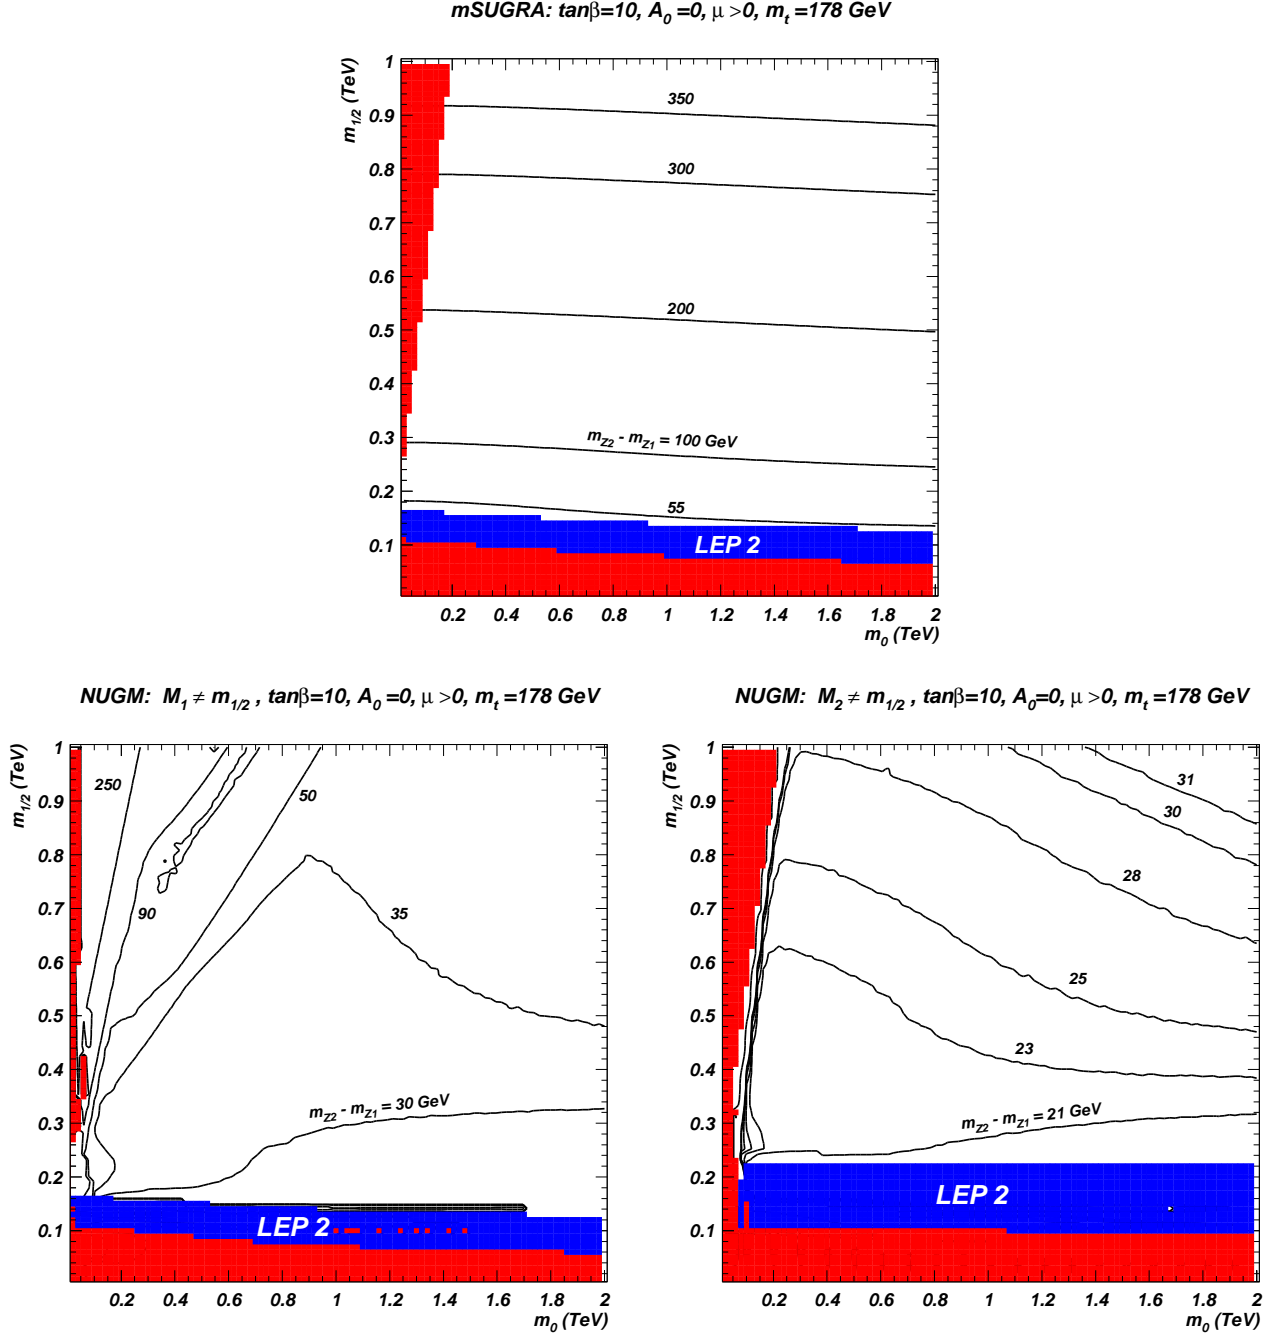 mSUGRA: tanβ=10, A0 =0, μ >0, mt =178 GeV
m1/2 (TeV)
1
0.9
0.8
0.7
0.6
0.5
0.4
0.3
0.2
0.1
350
300
200
mZ2 - mZ1 = 100 GeV
55
LEP 2
0.2 0.4 0.6 0.8 1 1.2 1.4 1.6 1.8 2
m0 (TeV)
NUGM: M1 ≠ m1/2 , tanβ=10, A0 =0, μ >0, mt =178 GeV
m1/2 (TeV)
1
0.9
0.8
0.7
0.6
0.5
0.4
0.3
0.2
0.1
250
50
90
35
mZ2 - mZ1 = 30 GeV
LEP 2
0.2 0.4 0.6 0.8 1 1.2 1.4 1.6 1.8 2
m0 (TeV)
NUGM: M2 ≠ m1/2 , tanβ=10, A0=0, μ >0, mt =178 GeV
m1/2 (TeV)
1
0.9
0.8
0.7
0.6
0.5
0.4
0.3
0.2
0.1
31
30
28
25
23
mZ2 - mZ1 = 21 GeV
LEP 2
0.2 0.4 0.6 0.8 1 1.2 1.4 1.6 1.8 2
m0 (TeV)